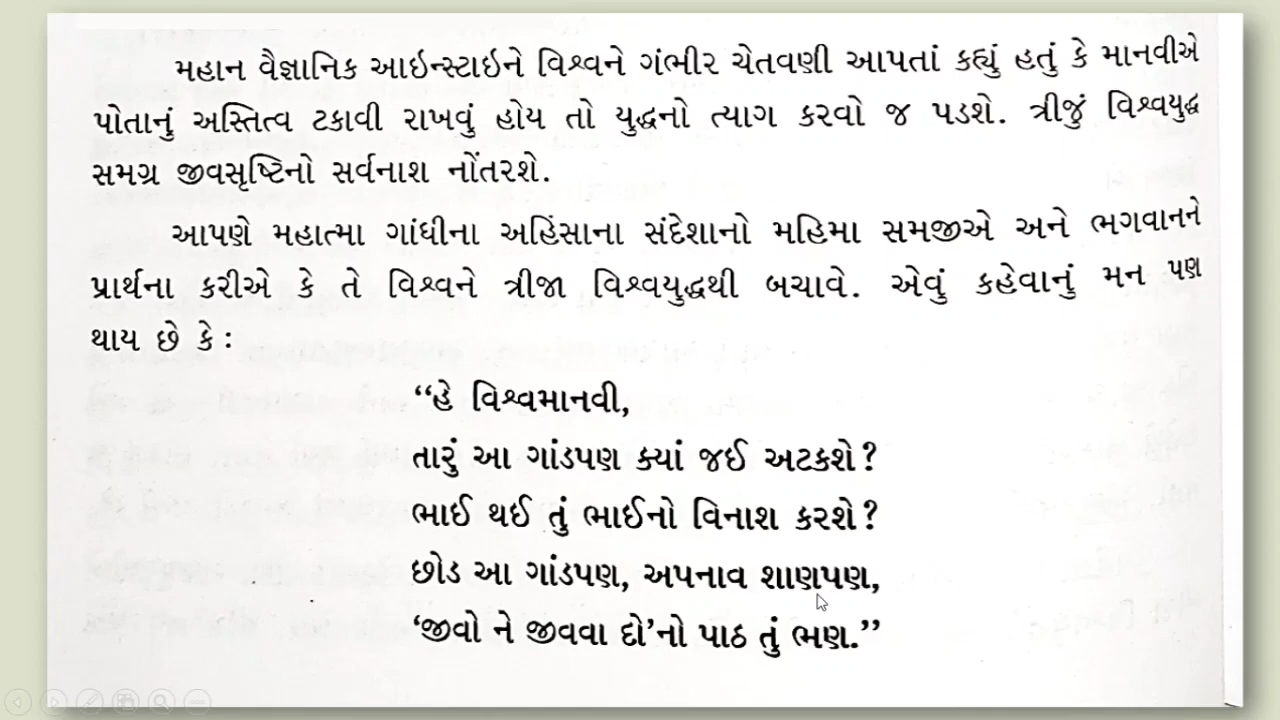 મહાન વૈજ્ઞાનિક આઇન્સ્ટાઇને વિશ્વને ગંભીર ચેતવણી આપતાં કહ્યું હતું કે માનવીએ
પોતાનું અસ્તિત્વ ટકાવી રાખવું હોય તો યુદ્ધનો ત્યાગ કરવો જ પડશે. ત્રીજું વિશ્વયુદ્ધ
સમગ્ર જીવસૃષ્ટિનો સર્વનાશ નોંતરશે.
આપણે મહાત્મા ગાંધીના અહિંસાના સંદેશાનો મહિમા સમજીએ અને ભગવાનને
પ્રાર્થના કરીએ કે તે વિશ્વને ત્રીજા વિશ્વયુદ્ધથી બચાવે. એવું કહેવાનું મન પણ
થાય છે કે :
“હે વિશ્વમાનવી,
તારું આ ગાંડપણ ક્યાં જઈ અટકશે?
ભાઈ થઈ તું ભાઈનો વિનાશ કરશે?
છોડ આ ગાંડપણ, અપનાવ શાણપણ,
‘જીવો ને જીવવા દો’નો પાઠ તું ભણ.”